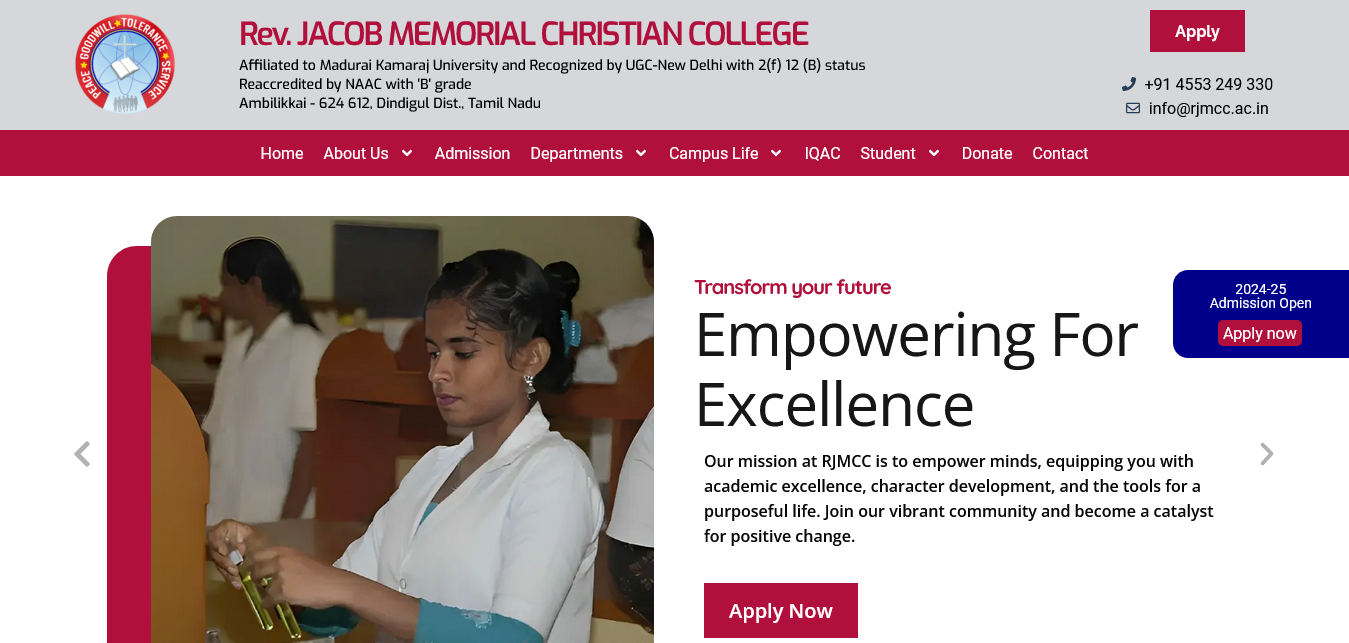 PEACE GOODWILL TOLERANCE SERVICE
Rev. JACOB MEMORIAL CHRISTIAN COLLEGE
Affiliated to Madurai Kamaraj University and Recognized by UGC-New Delhi with 2(f) 12 (B) status
Reaccredited by NAAC with 'B' grade
Ambilikkai - 624 612, Dindigul Dist., Tamil Nadu
Apply
+91 4553 249 330
info@rjmcc.ac.in
Home About Us Admission Departments Campus Life IQAC Student Donate Contact
Transform your future
Empowering For
Excellence
2024-25
Admission Open
Apply now
Our mission at RJMCC is to empower minds, equipping you with
academic excellence, character development, and the tools for a
purposeful life. Join our vibrant community and become a catalyst
for positive change.
Apply Now